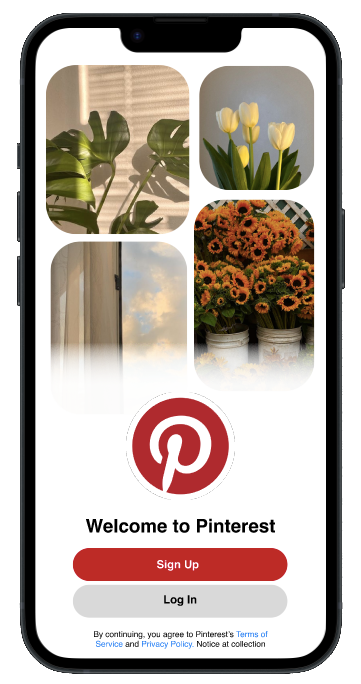 Welcome to Pinterest
Sign Up
Log In
By continuing, you agree to Pinterest's Terms of
Service and Privacy Policy. Notice at collection